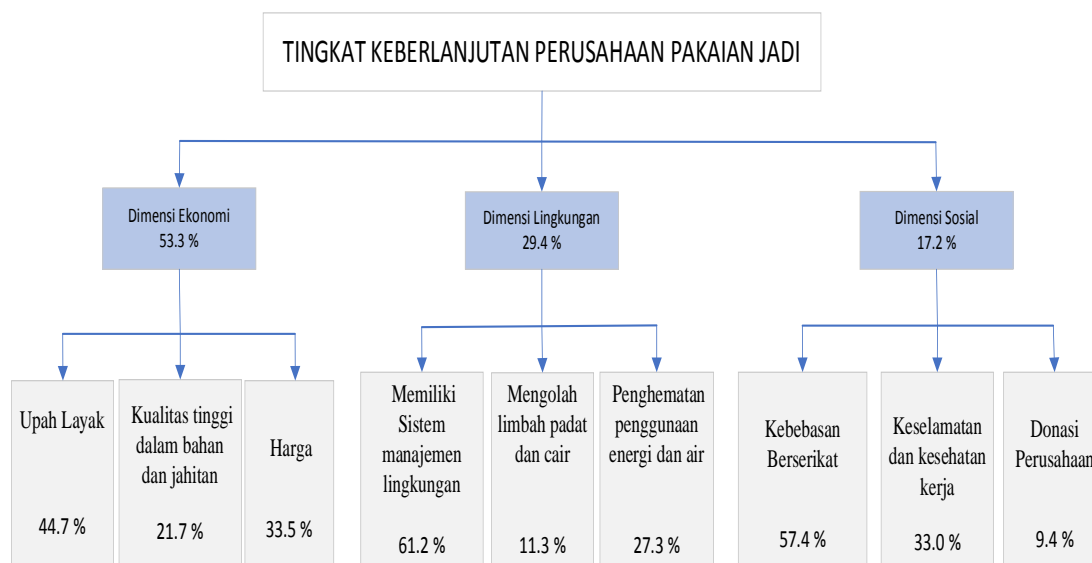 TINGKAT KEBERLANJUTAN PERUSAHAAN PAKAIAN JADI
Dimensi Ekonomi
53.3 %
Dimensi Lingkungan
29.4 %
Dimensi Sosial
17.2 %
Upah Layak
44.7 %
Kualitas tinggi
dalam bahan
dan jahitan
21.7 %
Harga
33.5 %
Memiliki
Sistem
manajemen
lingkungan
61.2 %
Mengolah
limbah padat
dan cair
11.3 %
Penghematan
penggunaan
energi dan air
27.3 %
Kebebasan
Berserikat
57.4 %
Keselamatan
dan kesehatan
kerja
33.0 %
Donasi
Perusahaan
9.4 %